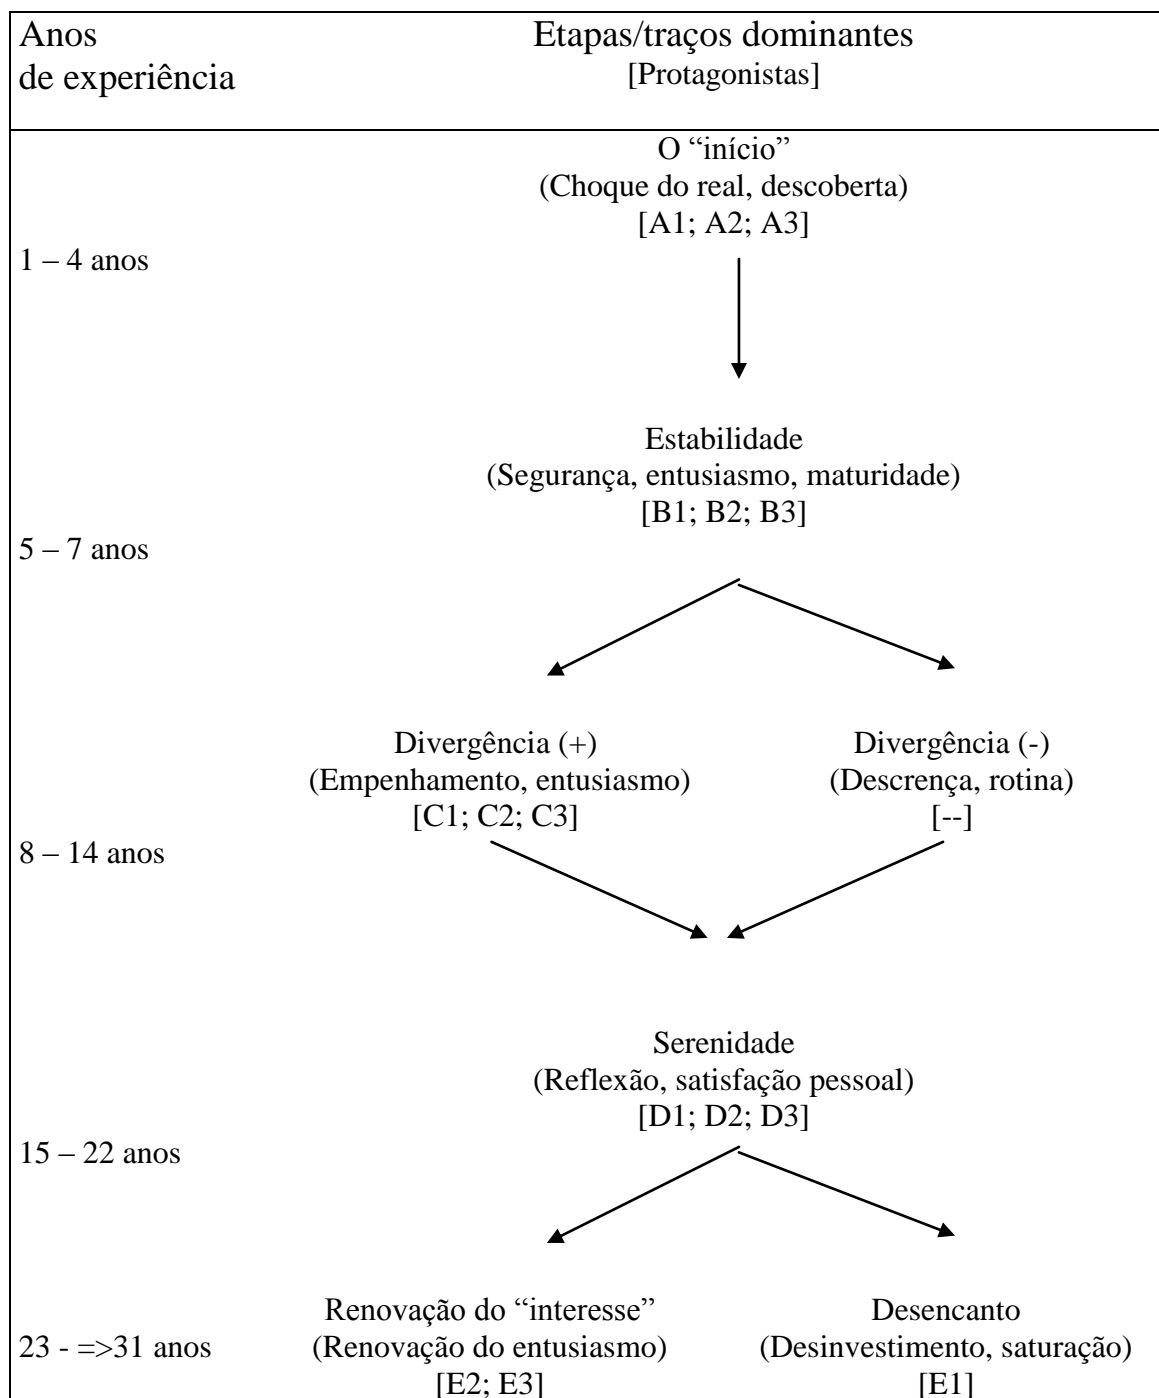 Anos
de experiência
Etapas/traços dominantes
[Protagonistas]
O “início”
(Choque do real, descoberta)
[A1; A2; A3]
1 – 4 anos
Estabilidade
(Segurança, entusiasmo, maturidade)
[B1; B2; B3]
5 – 7 anos
Divergência (+)
(Empenhamento, entusiasmo)
[C1; C2; C3]
Divergência (-)
(Descrença, rotina)
[--]
8 – 14 anos
Serenidade
(Reflexão, satisfação pessoal)
[D1; D2; D3]
15 – 22 anos
Renovação do “interesse”
(Renovação do entusiasmo)
[E2; E3]
Desencanto
(Desinvestimento, saturação)
[E1]
23 - =>31 anos